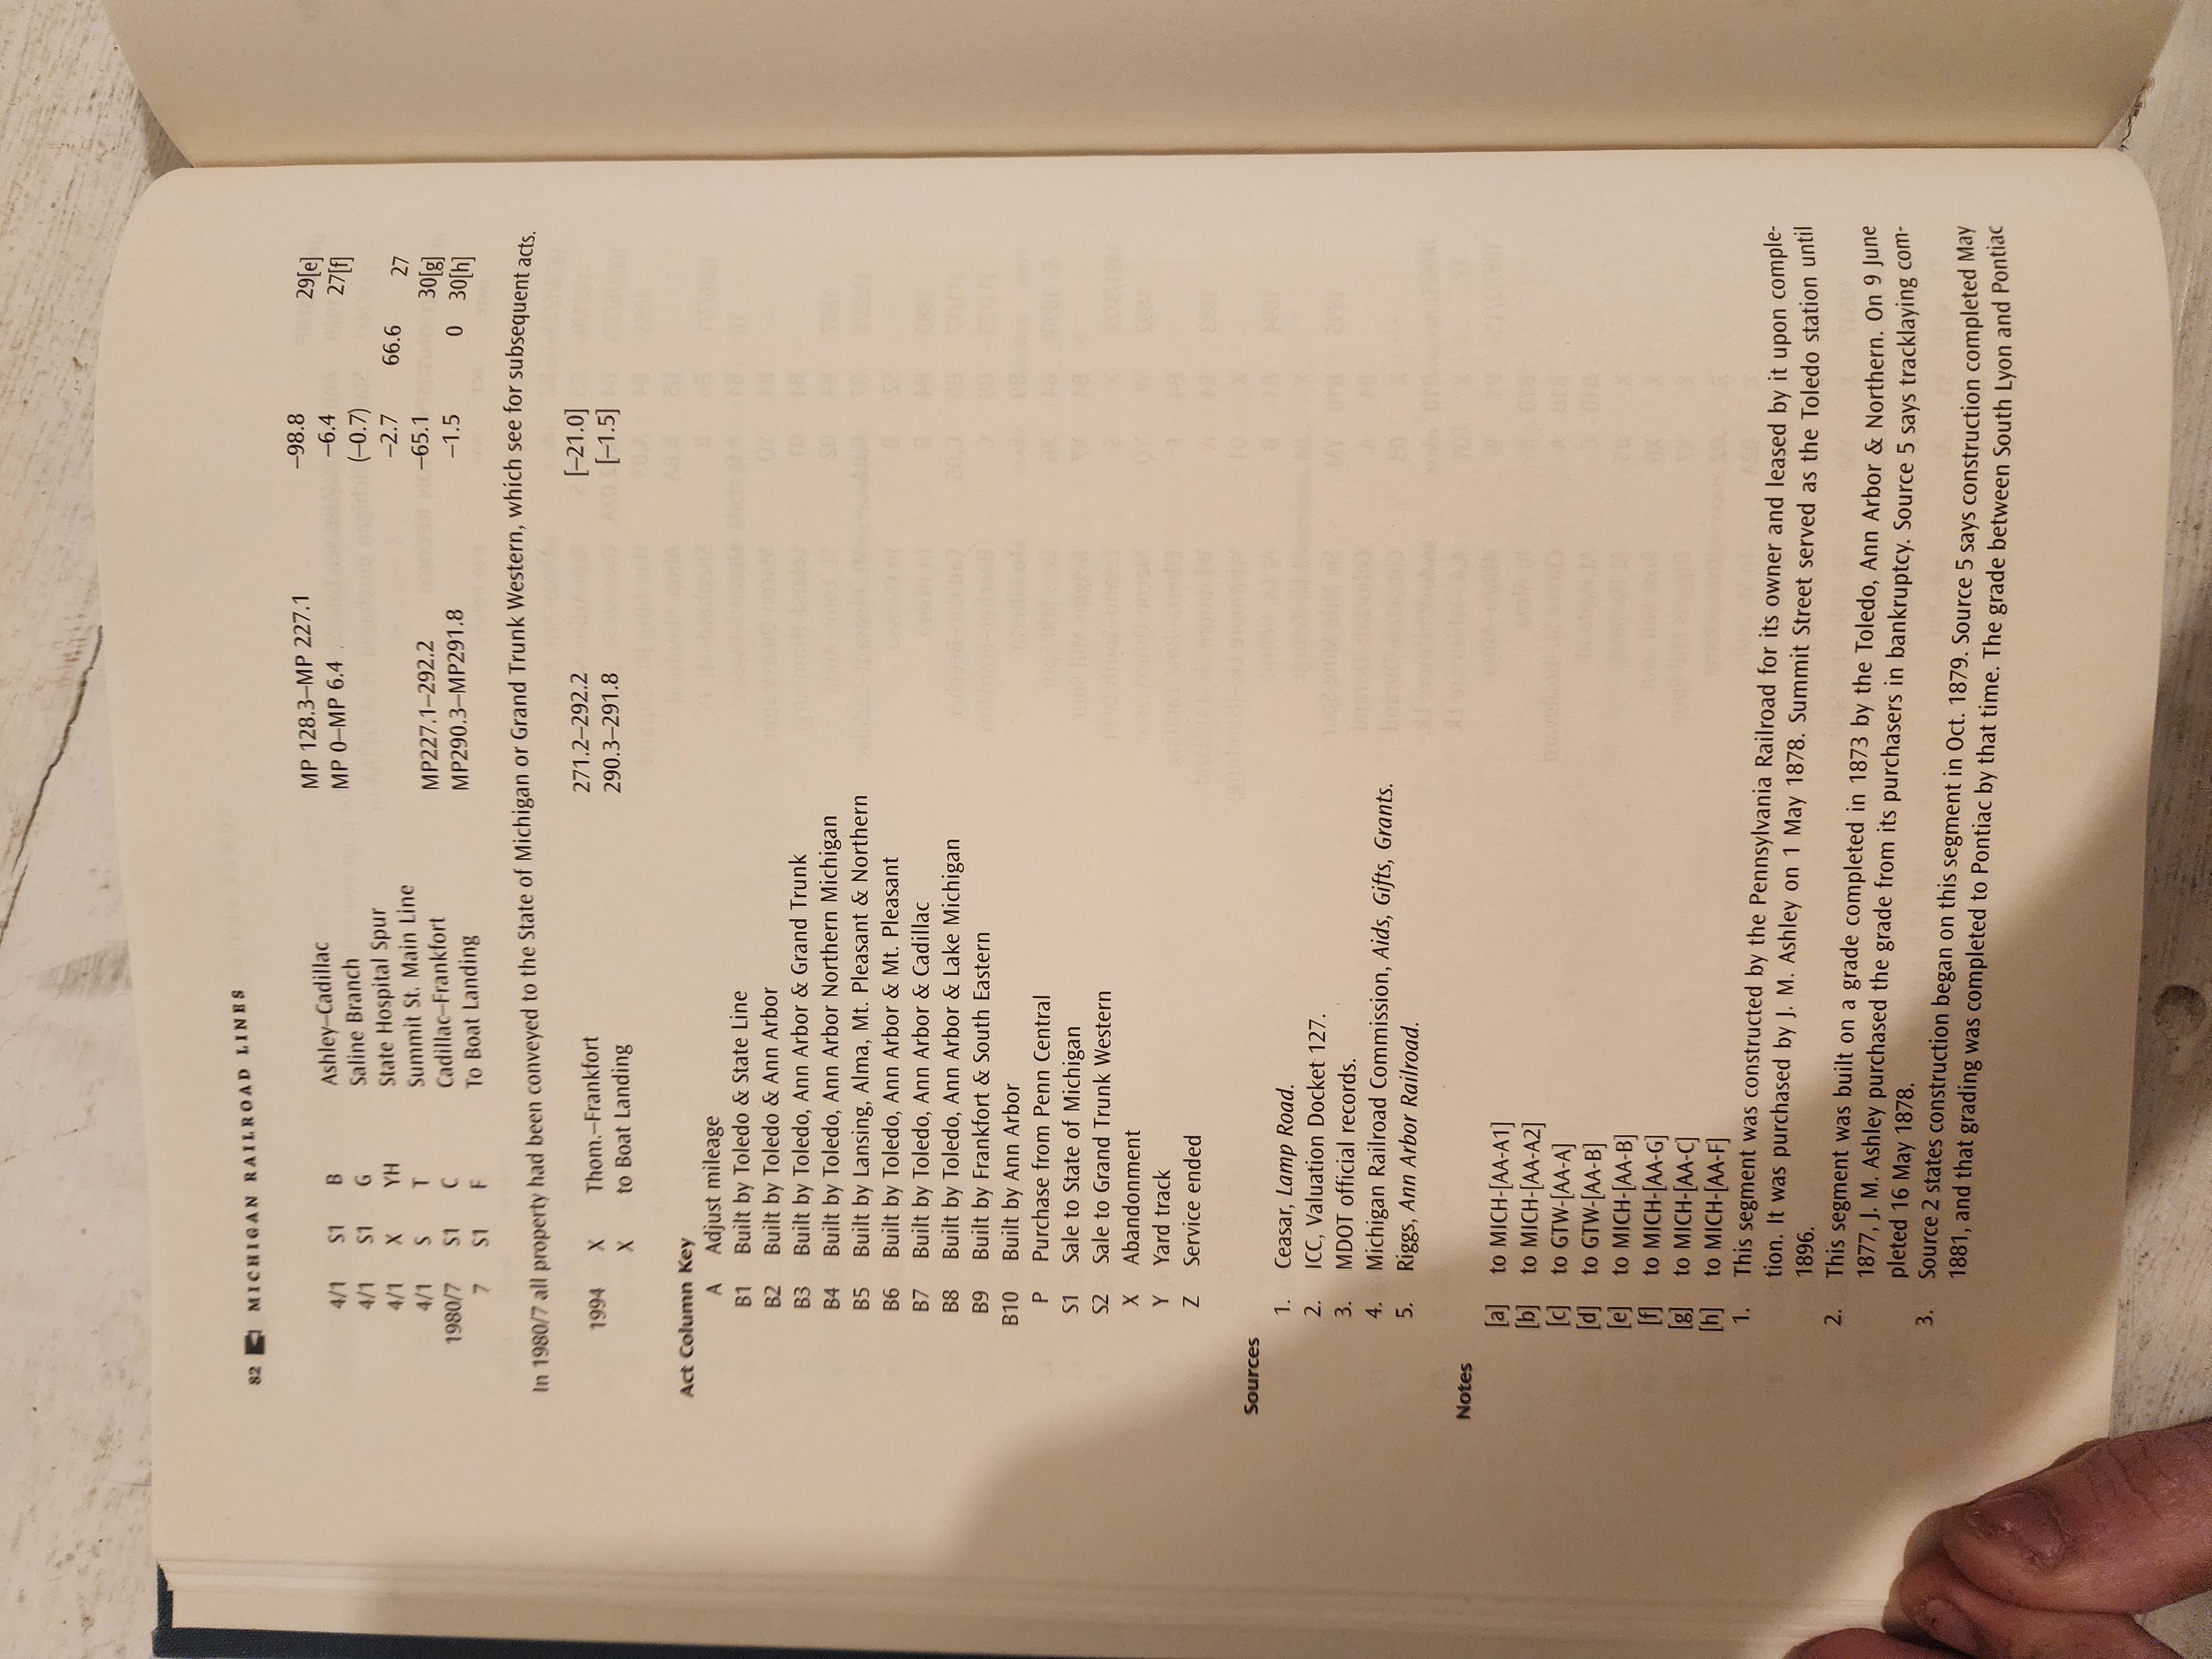 82 MICHIGAN RAILROAD LINES
4/1 S1 B Ashley–Cadillac MP 128.3–MP 227.1 –98.8 29[e]
4/1 S1 G Saline Branch MP 0–MP 6.4 –6.4 27[f]
4/1 X YH State Hospital Spur (–0.7)
4/1 S T Summit St. Main Line –2.7 66.6 27
1980/7 S1 C Cadillac–Frankfort MP227.1–292.2 –65.1 30[g]
7 S1 F To Boat Landing MP290.3–MP291.8 –1.5 0 30[h]
In 1980/7 all property had been conveyed to the State of Michigan or Grand Trunk Western, which see for subsequent acts.
1994 X Thom.–Frankfort 271.2–292.2 [–21.0]
X to Boat Landing 290.3–291.8 [–1.5]
Act Column Key
A Adjust mileage
B1 Built by Toledo & State Line
B2 Built by Toledo & Ann Arbor
B3 Built by Toledo, Ann Arbor & Grand Trunk
B4 Built by Toledo, Ann Arbor Northern Michigan
B5 Built by Lansing, Alma, Mt. Pleasant & Northern
B6 Built by Toledo, Ann Arbor & Mt. Pleasant
B7 Built by Toledo, Ann Arbor & Cadillac
B8 Built by Toledo, Ann Arbor & Lake Michigan
B9 Built by Frankfort & South Eastern
B10 Built by Ann Arbor
P Purchase from Penn Central
S1 Sale to State of Michigan
S2 Sale to Grand Trunk Western
X Abandonment
Y Yard track
Z Service ended
Sources
1. Ceasar, Lamp Road.
2. ICC, Valuation Docket 127.
3. MDOT official records.
4. Michigan Railroad Commission, Aids, Gifts, Grants.
5. Riggs, Ann Arbor Railroad.
Notes
[a] to MICH-[AA-A1]
[b] to MICH-[AA-A2]
[c] to GTW-[AA-A]
[d] to GTW-[AA-B]
[e] to MICH-[AA-B]
[f] to MICH-[AA-G]
[g] to MICH-[AA-C]
[h] to MICH-[AA-F]
1. This segment was constructed by the Pennsylvania Railroad for its owner and leased by it upon comple-
tion. It was purchased by J. M. Ashley on 1 May 1878. Summit Street served as the Toledo station until
1896.
2. This segment was built on a grade completed in 1873 by the Toledo, Ann Arbor & Northern. On 9 June
1877, J. M. Ashley purchased the grade from its purchasers in bankruptcy. Source 5 says tracklaying com-
pleted 16 May 1878.
3. Source 2 states construction began on this segment in Oct. 1879. Source 5 says construction completed May
1881, and that grading was completed to Pontiac by that time. The grade between South Lyon and Pontiac